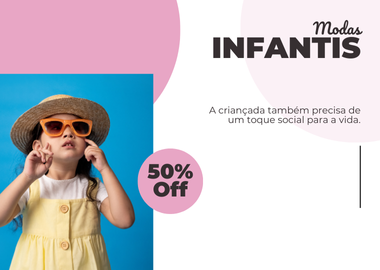 Modas
INFANTIS
A criançada também precisa de
um toque social para a vida.
50%
Off